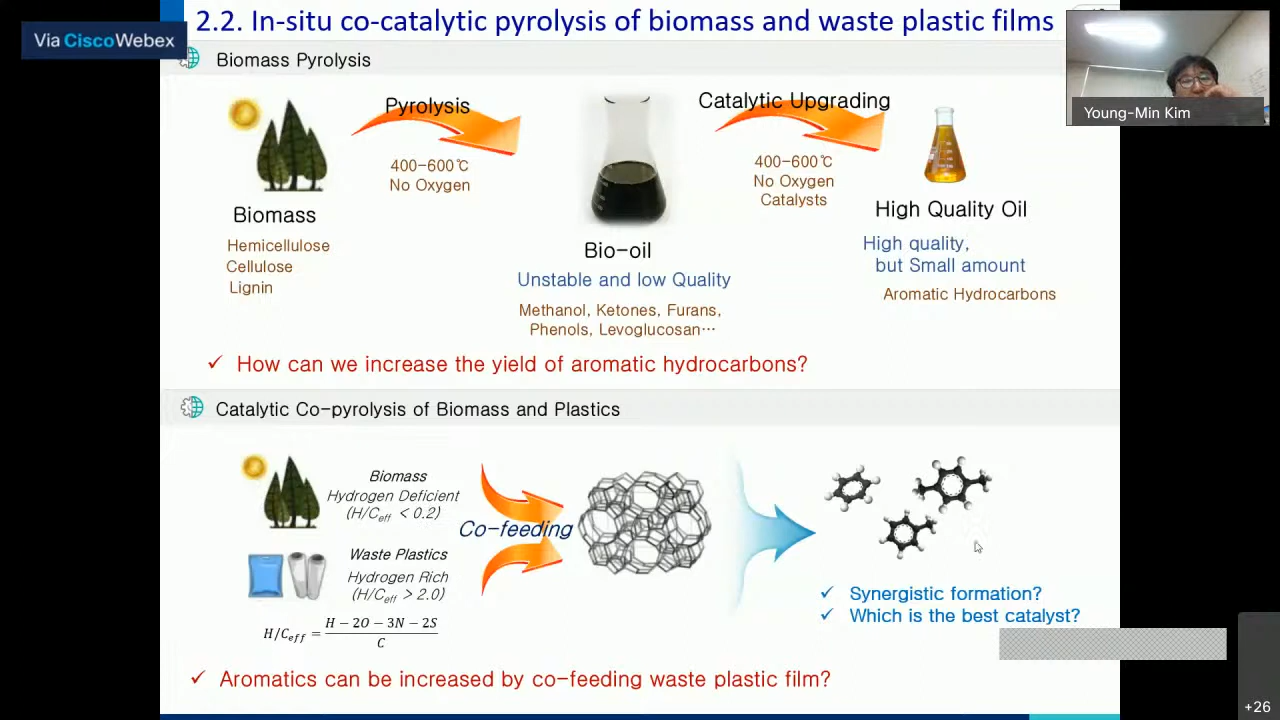 2.2. In-situ co-catalytic pyrolysis of biomass and waste plastic films
Via Cisco Webex
Biomass Pyrolysis
Young-Min Kim
Pyrolysis
400-600℃
No Oxygen
Catalytic Upgrading
400-600℃
No Oxygen
Catalysts
Biomass
Hemicellulose
Cellulose
Lignin
Bio-oil
Unstable and low Quality
Methanol, Ketones, Furans,
Phenols, Levoglucosan…
High Quality Oil
High quality,
but Small amount
Aromatic Hydrocarbons
✓ How can we increase the yield of aromatic hydrocarbons?
Catalytic Co-pyrolysis of Biomass and Plastics
Biomass
Hydrogen Deficient
(H/Ceff < 0.2)
Co-feeding
Waste Plastics
Hydrogen Rich
(H/Ceff > 2.0)
H/Ceff = (H − 2O − 3N − 2S) / C
✓ Synergistic formation?
✓ Which is the best catalyst?
✓ Aromatics can be increased by co-feeding waste plastic film?
+26